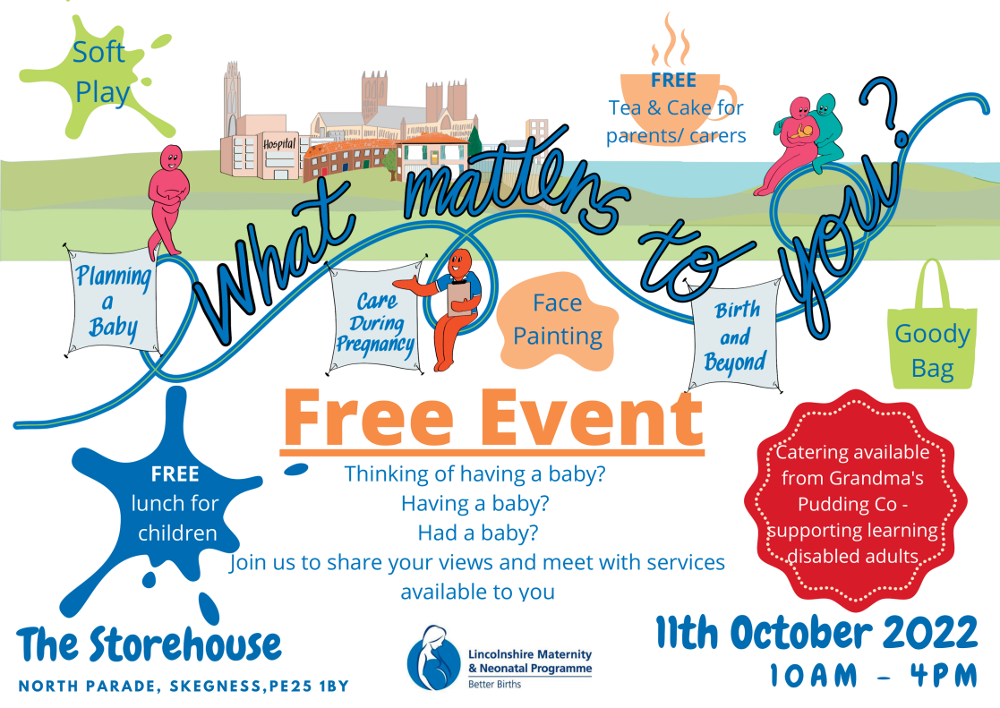 Soft
Play
FREE
Tea & Cake for
parents/ carers
Hospital
What matters to you?
Planning
a
Baby
Care
During
Pregnancy
Face
Painting
Birth
and
Beyond
Goody
Bag
Free Event
Thinking of having a baby?
Having a baby?
Had a baby?
Join us to share your views and meet with services
available to you
FREE
lunch for
children
Catering available
from Grandma's
Pudding Co -
supporting learning
disabled adults
The Storehouse
NORTH PARADE, SKEGNESS,PE25 1BY
Lincolnshire Maternity
& Neonatal Programme
Better Births
11th October 2022
10AM - 4PM